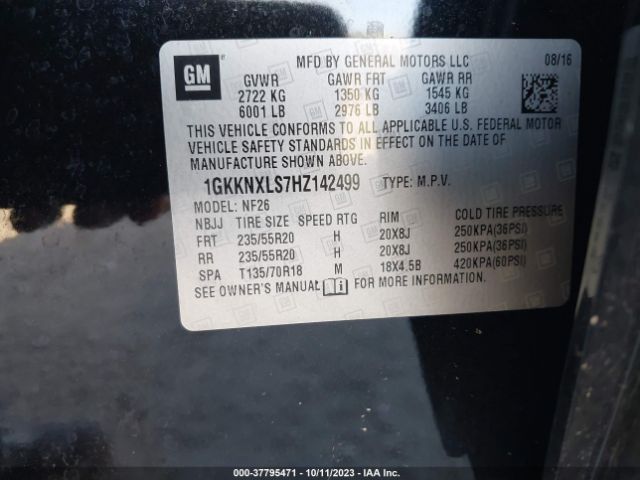 GM
MFD BY GENERAL MOTORS LLC 08/16
GVWR GAWR FRT GAWR RR
2722 KG 1350 KG 1545 KG
6001 LB 2976 LB 3406 LB
THIS VEHICLE CONFORMS TO ALL APPLICABLE U.S. FEDERAL MOTOR
VEHICLE SAFETY STANDARDS IN EFFECT ON THE DATE OF
MANUFACTURE SHOWN ABOVE.
1GKKNXLS7HZ142499 TYPE: M.P.V.
MODEL: NF26
NBJJ TIRE SIZE SPEED RTG RIM COLD TIRE PRESSURE
FRT 235/55R20 H 20X8J 250KPA(36PSI)
RR 235/55R20 H 20X8J 250KPA(36PSI)
SPA T135/70R18 M 18X4.5B 420KPA(60PSI)
SEE OWNER'S MANUAL i FOR MORE INFORMATION.
© - 37795471 - 10/11/2023 - IAA Inc.